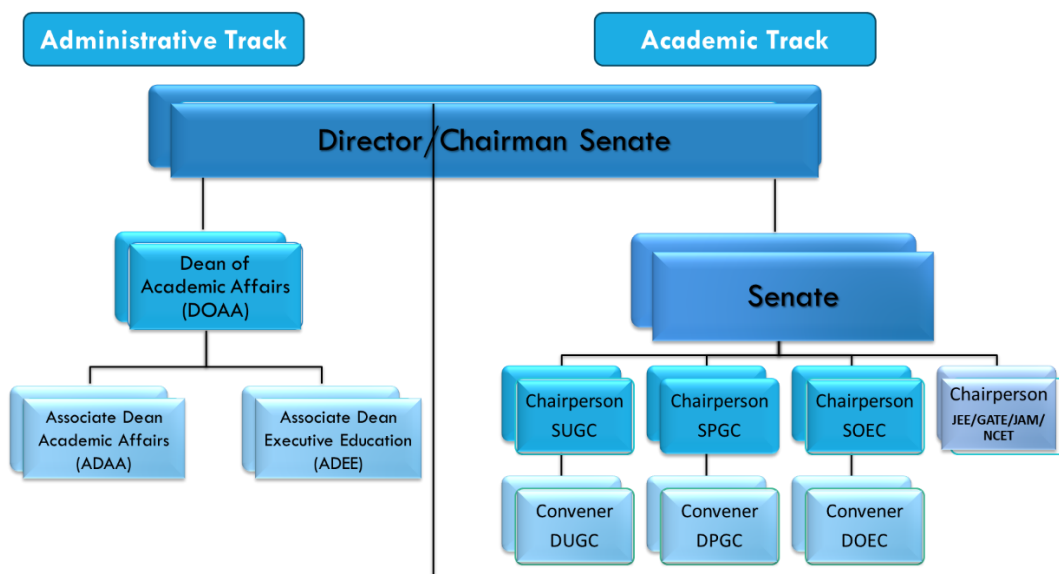 Administrative Track
Academic Track
Director/Chairman Senate
Dean of
Academic Affairs
(DOAA)
Senate
Associate Dean
Academic Affairs
(ADAA)
Associate Dean
Executive Education
(ADEE)
Chairperson
SUGC
Chairperson
SPGC
Chairperson
SOEC
Chairperson
JEE/GATE/JAM/
NCET
Convener
DUGC
Convener
DPGC
Convener
DOEC